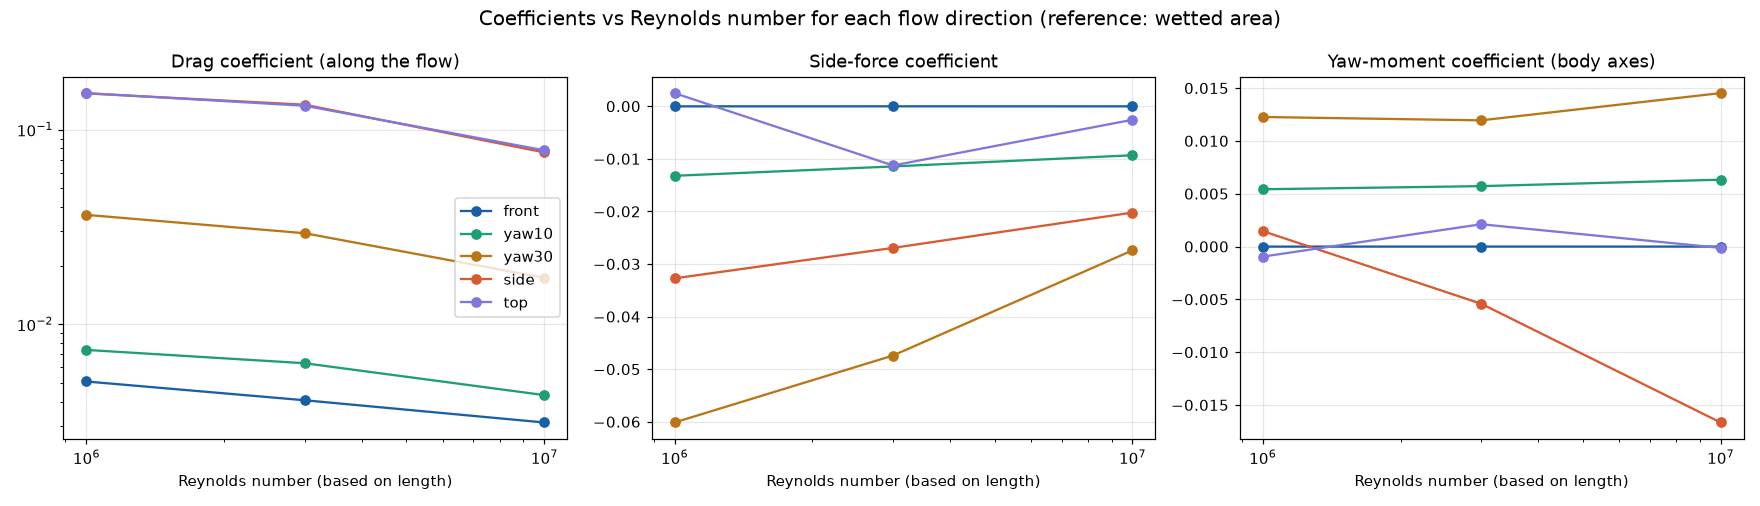 Coefficients vs Reynolds number for each flow direction (reference: wetted area)
Drag coefficient (along the flow)
10⁻¹
10⁻²
10⁶
10⁷
Reynolds number (based on length)
front
yaw10
yaw30
side
top
Side-force coefficient
0.00
−0.01
−0.02
−0.03
−0.04
−0.05
−0.06
10⁶
10⁷
Reynolds number (based on length)
Yaw-moment coefficient (body axes)
0.015
0.010
0.005
0.000
−0.005
−0.010
−0.015
10⁶
10⁷
Reynolds number (based on length)